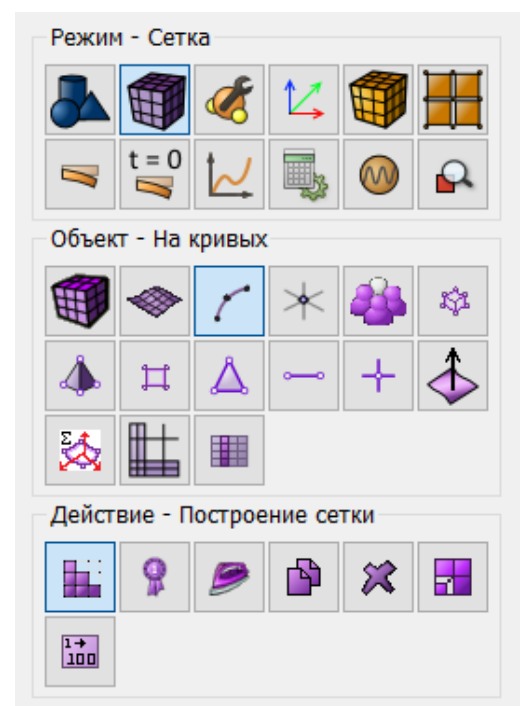 Режим - Сетка
t = 0
Объект - На кривых
Σ
Действие - Построение сетки
1→
100